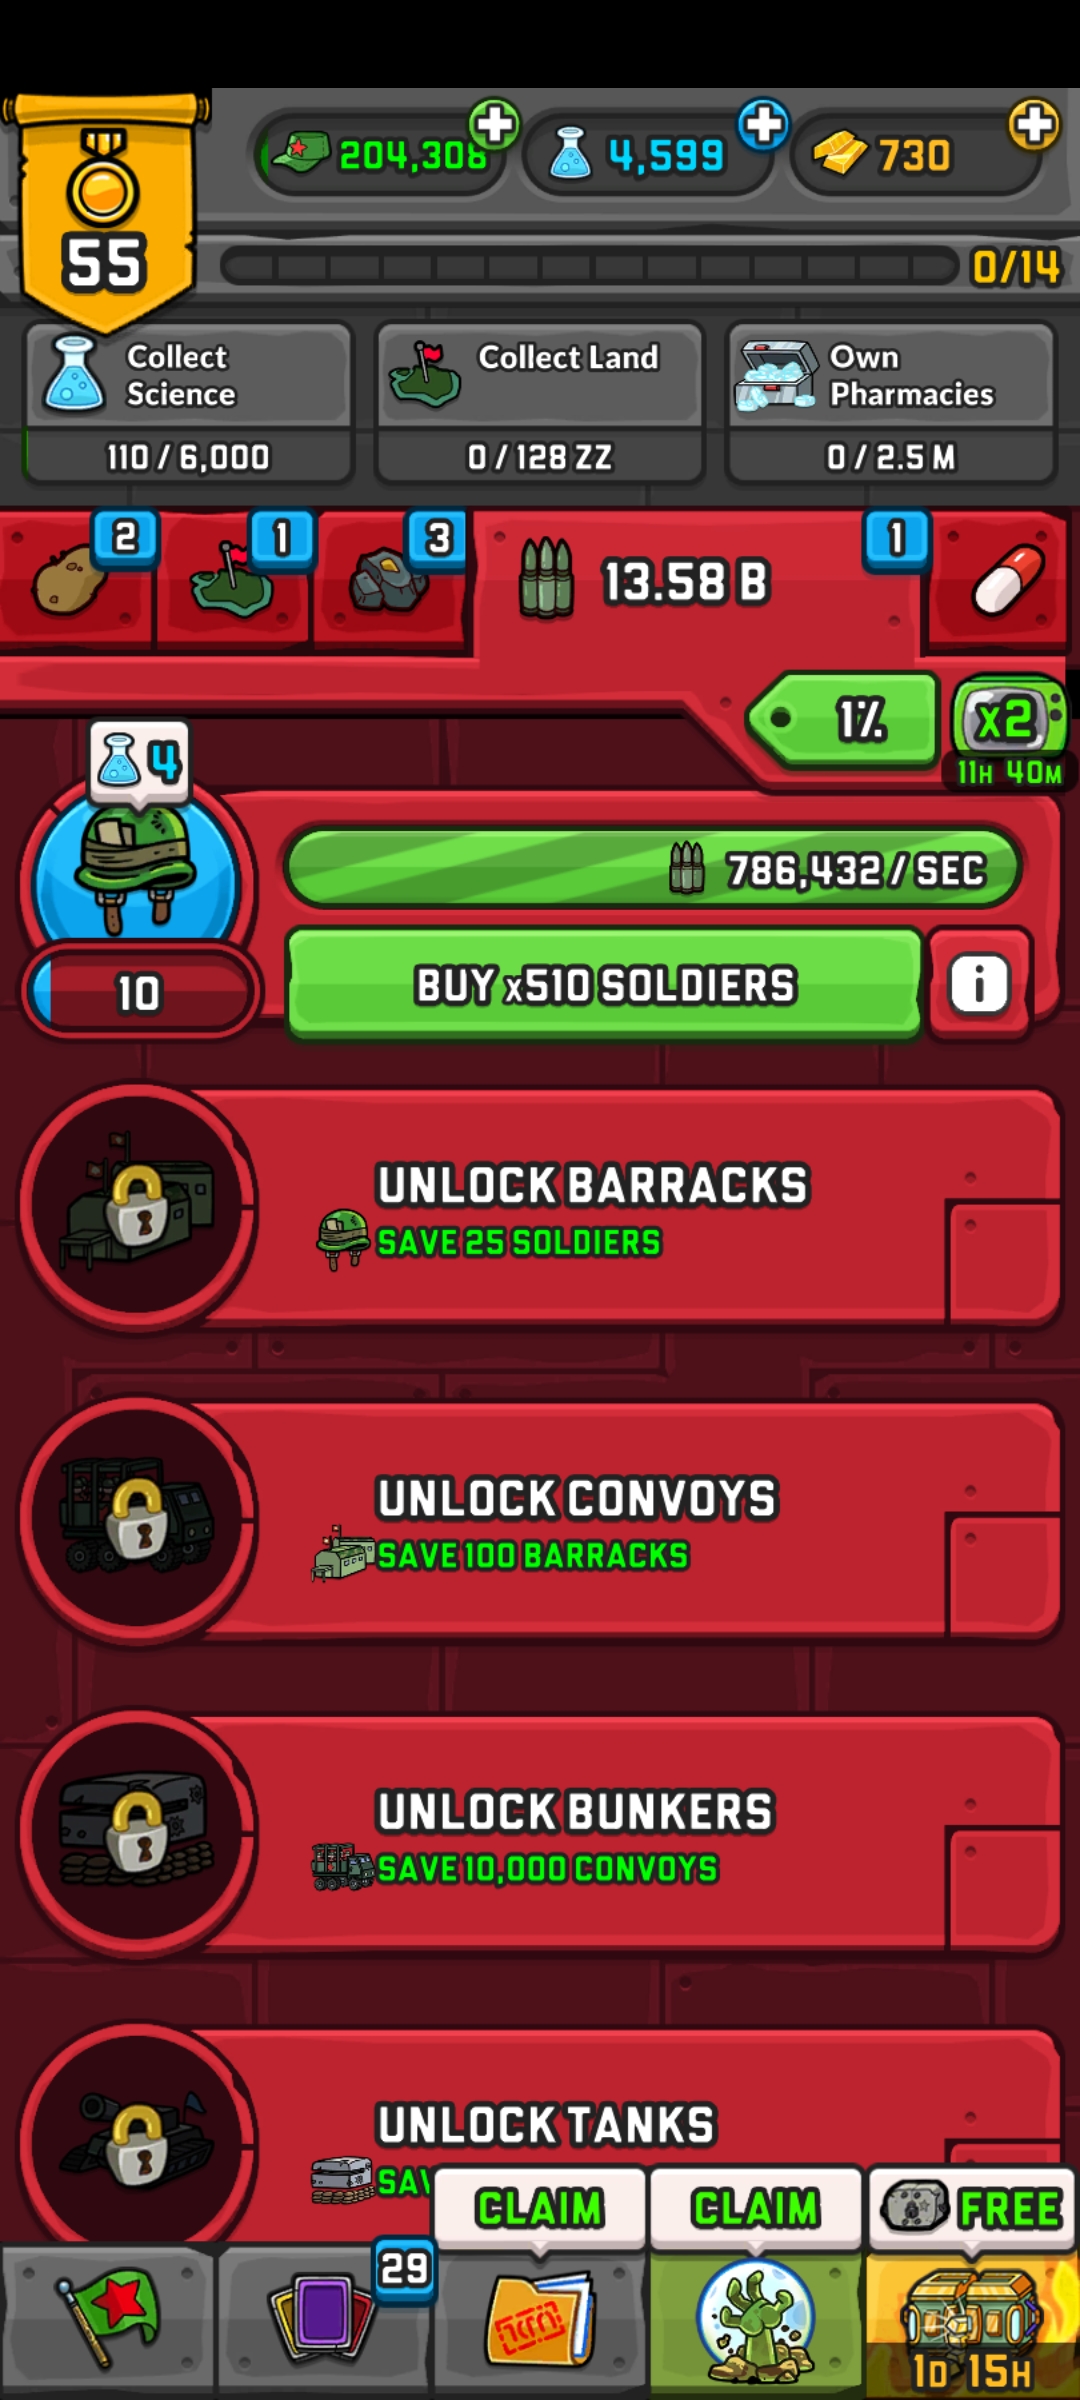 55
204,308
4,599
730
0/14
Collect
Science
110 / 6,000
Collect Land
0 / 128 ZZ
Own
Pharmacies
0 / 2.5 M
2
1
3
13.58 B
1
1%
x2
11H 40M
4
786,432 / SEC
10
BUY x510 SOLDIERS
i
UNLOCK BARRACKS
SAVE 25 SOLDIERS
UNLOCK CONVOYS
SAVE 100 BARRACKS
UNLOCK BUNKERS
SAVE 10,000 CONVOYS
UNLOCK TANKS
CLAIM
CLAIM
FREE
29
1D 15H